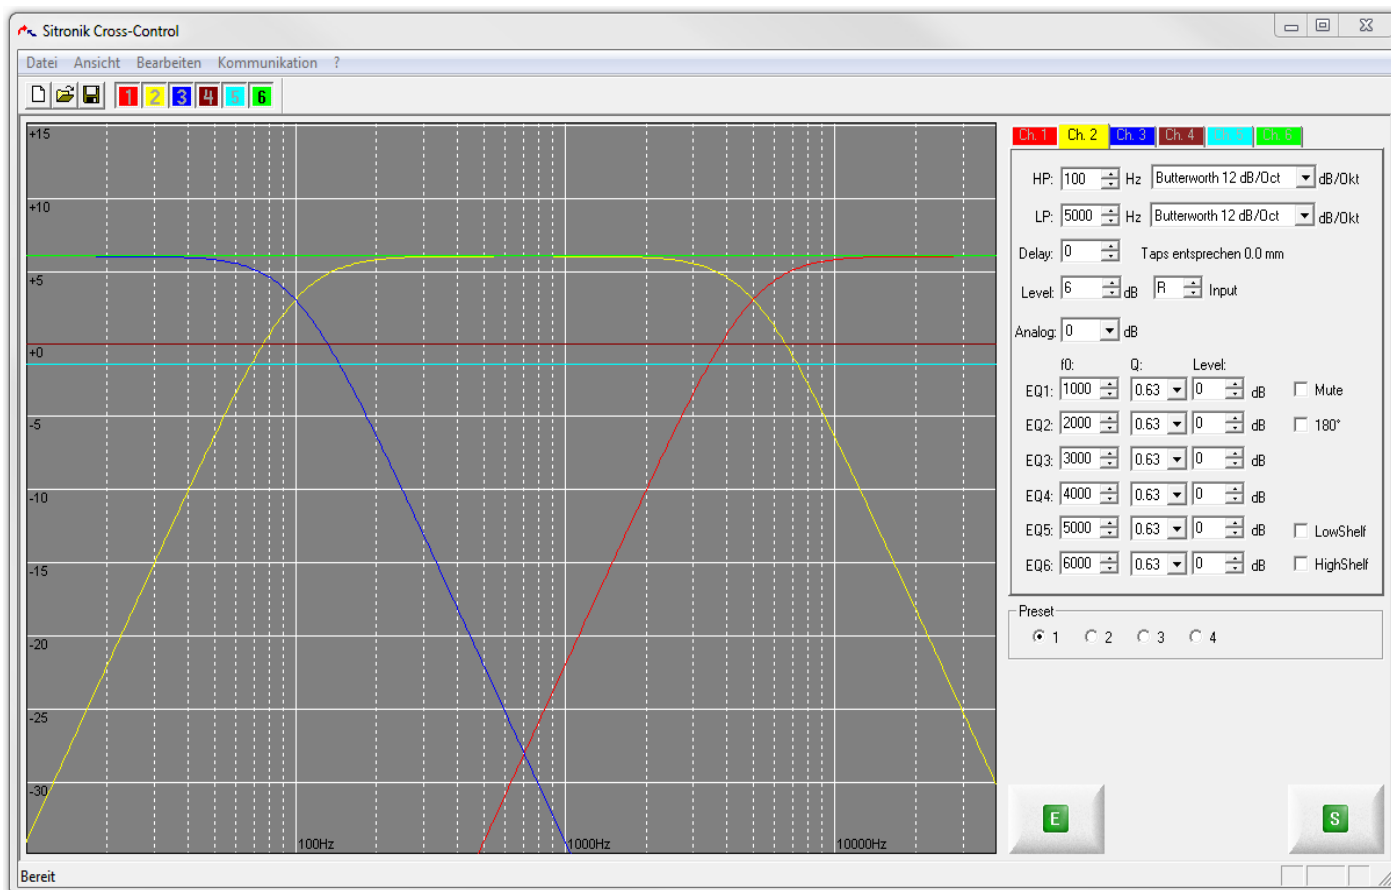 Sitronik Cross-Control
Datei Ansicht Bearbeiten Kommunikation ?
1 2 3 4 5 6
+15
+10
+5
+0
-5
-10
-15
-20
-25
-30
100Hz 1000Hz 10000Hz
Ch. 1 Ch. 2 Ch. 3 Ch. 4 Ch. 6
HP: 100 Hz Butterworth 12 dB/Oct dB/Okt
LP: 5000 Hz Butterworth 12 dB/Oct dB/Okt
Delay: 0 Taps entsprechen 0.0 mm
Level: 6 dB R Input
Analog: 0 dB
f0: Q: Level:
EQ1: 1000 0.63 0 dB Mute
EQ2: 2000 0.63 0 dB 180°
EQ3: 3000 0.63 0 dB
EQ4: 4000 0.63 0 dB
EQ5: 5000 0.63 0 dB LowShelf
EQ6: 6000 0.63 0 dB HighShelf
Preset
1 2 3 4
E S
Bereit